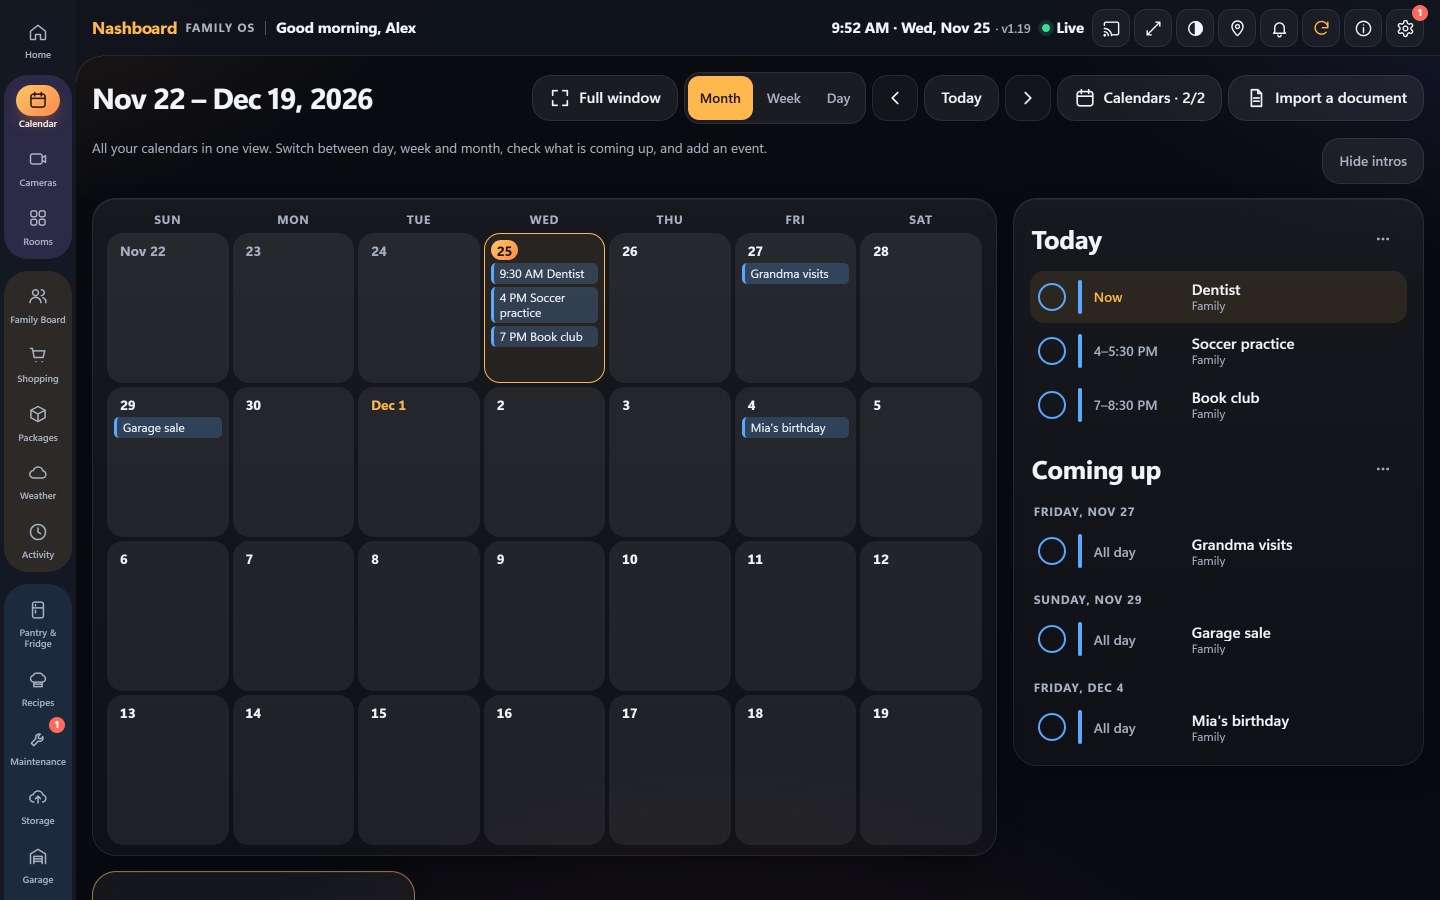 Nashboard FAMILY OS Good morning, Alex
9:52 AM · Wed, Nov 25 · v1.19 Live
1
Home
Calendar
Cameras
Rooms
Family Board
Shopping
Packages
Weather
Activity
Pantry &
Fridge
Recipes
1
Maintenance
Storage
Garage
Nov 22 – Dec 19, 2026
Full window
Month Week Day
Today
Calendars · 2/2
Import a document
All your calendars in one view. Switch between day, week and month, check what is coming up, and add an event.
Hide intros
SUN MON TUE WED THU FRI SAT
Nov 22 23 24 25 26 27 28
9:30 AM Dentist
4 PM Soccer
practice
7 PM Book club
Grandma visits
29 30 Dec 1 2 3 4 5
Garage sale
Mia's birthday
6 7 8 9 10 11 12
13 14 15 16 17 18 19
Today
Now Dentist
Family
4–5:30 PM Soccer practice
Family
7–8:30 PM Book club
Family
Coming up
FRIDAY, NOV 27
All day Grandma visits
Family
SUNDAY, NOV 29
All day Garage sale
Family
FRIDAY, DEC 4
All day Mia's birthday
Family